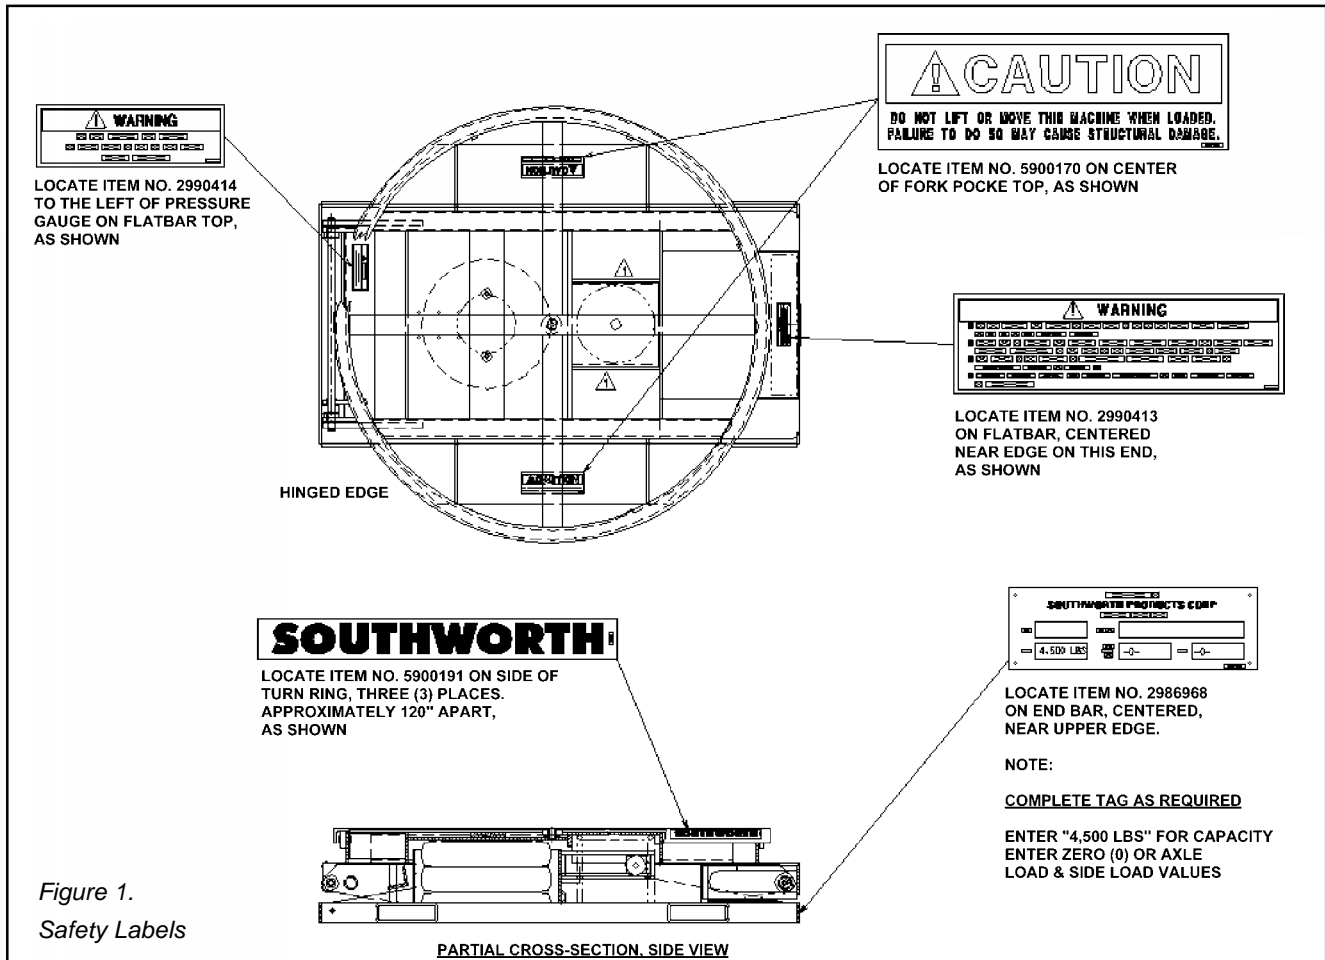 CAUTION
DO NOT LIFT OR MOVE THIS MACHINE WHEN LOADED.
FAILURE TO DO SO MAY CAUSE STRUCTURAL DAMAGE.
WARNING
LOCATE ITEM NO. 2990414
TO THE LEFT OF PRESSURE
GAUGE ON FLATBAR TOP,
AS SHOWN
LOCATE ITEM NO. 5900170 ON CENTER
OF FORK POCKE TOP, AS SHOWN
CAUTION
1
1
WARNING
LOCATE ITEM NO. 2990413
ON FLATBAR, CENTERED
NEAR EDGE ON THIS END,
AS SHOWN
CAUTION
HINGED EDGE
SOUTHWORTH
LOCATE ITEM NO. 5900191 ON SIDE OF
TURN RING, THREE (3) PLACES.
APPROXIMATELY 120" APART,
AS SHOWN
SOUTHWORTH PRODUCTS CORP
4,500 LBS
-0-
-0-
LOCATE ITEM NO. 2986968
ON END BAR, CENTERED,
NEAR UPPER EDGE.
NOTE:
COMPLETE TAG AS REQUIRED
ENTER "4,500 LBS" FOR CAPACITY
ENTER ZERO (0) OR AXLE
LOAD & SIDE LOAD VALUES
SOUTHWORTH
Figure 1.
Safety Labels
PARTIAL CROSS-SECTION, SIDE VIEW